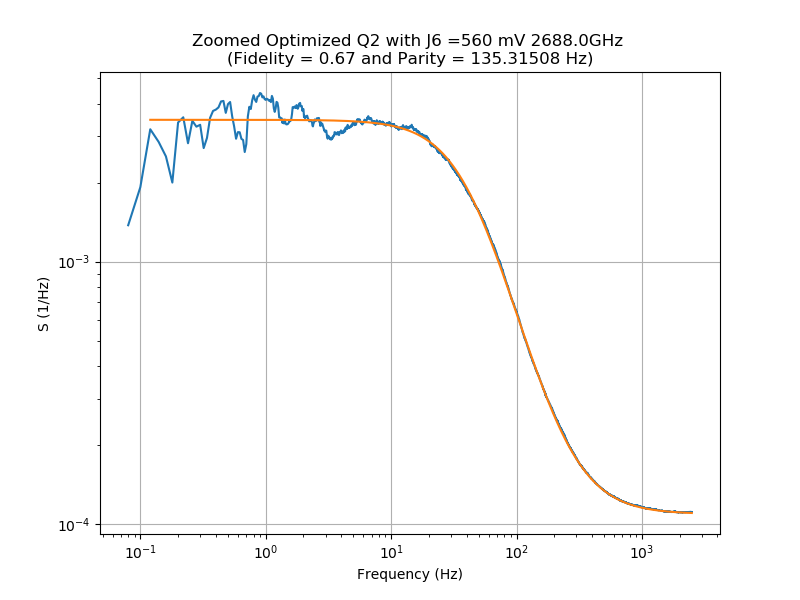 Zoomed Optimized Q2 with J6 =560 mV 2688.0GHz
(Fidelity = 0.67 and Parity = 135.31508 Hz)
S (1/Hz)
10⁻³
10⁻⁴
10⁻¹ 10⁰ 10¹ 10² 10³
Frequency (Hz)